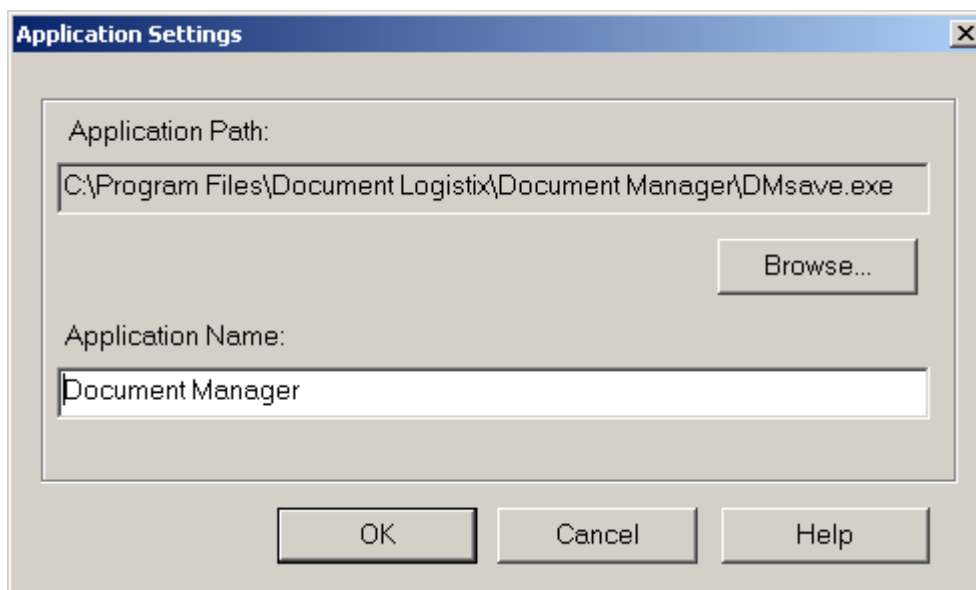 Application Settings
Application Path:
C:\Program Files\Document Logistix\Document Manager\DMsave.exe
Browse...
Application Name:
Document Manager
OK Cancel Help